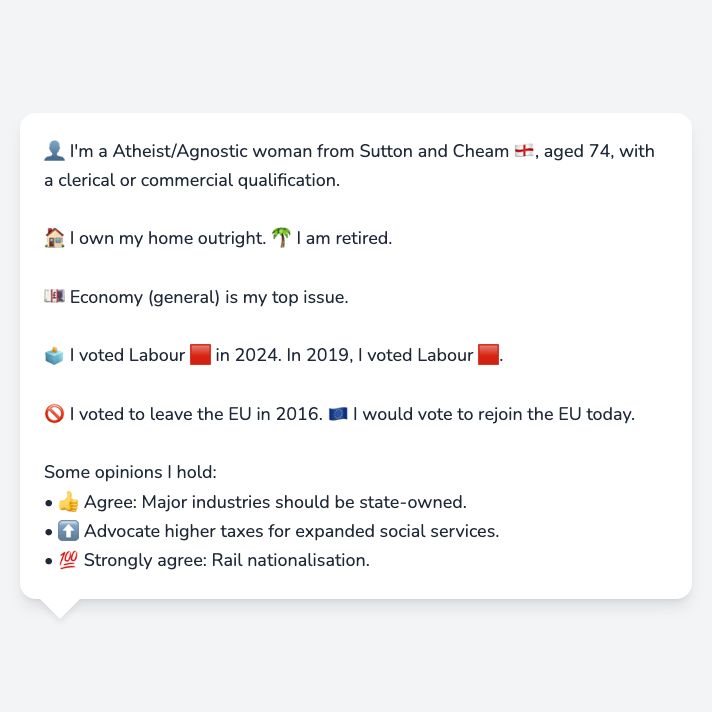 👤 I'm a Atheist/Agnostic woman from Sutton and Cheam 🏴󠁧󠁢󠁥󠁮󠁧󠁿, aged 74, with
a clerical or commercial qualification.
🏠 I own my home outright. 🌴 I am retired.
💷 Economy (general) is my top issue.
🗳️ I voted Labour 🟥 in 2024. In 2019, I voted Labour 🟥.
🚫 I voted to leave the EU in 2016. 🇪🇺 I would vote to rejoin the EU today.
Some opinions I hold:
• 👍 Agree: Major industries should be state-owned.
• ⬆️ Advocate higher taxes for expanded social services.
• 💯 Strongly agree: Rail nationalisation.